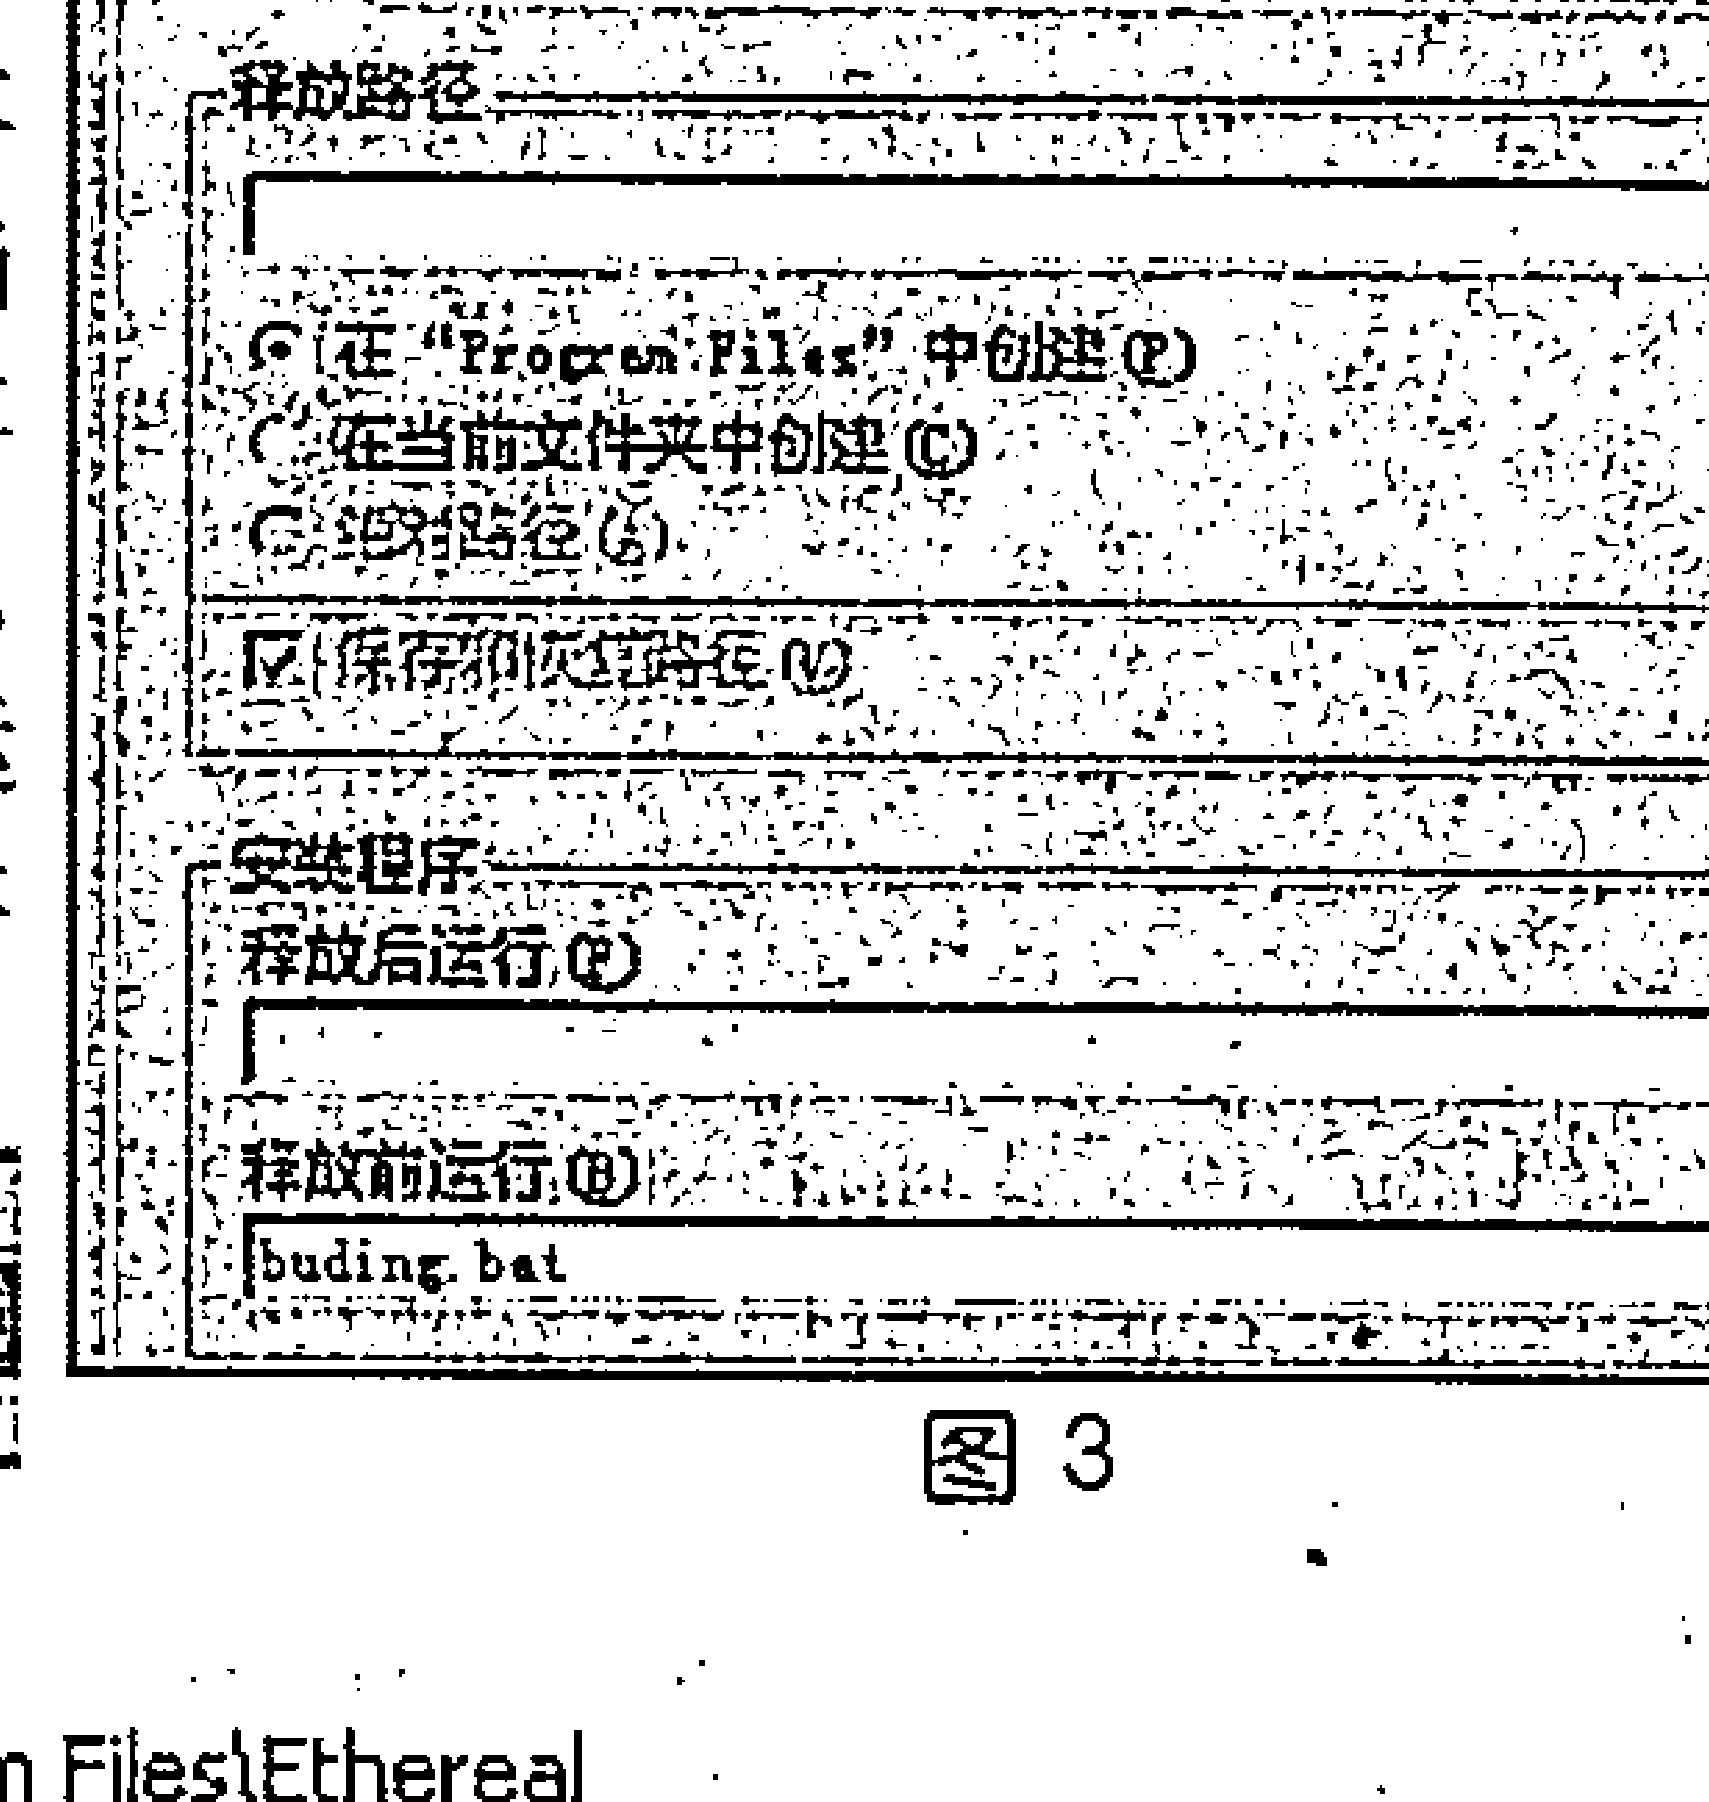 释放路径
在 “Program Files” 中创建(P)
在当前文件夹中创建(C)
绝对路径(S)
保存和恢复路径(V)
安装程序
释放后运行(F)
释放前运行(B)
buding.bat
图 3
m Files\Ethereal